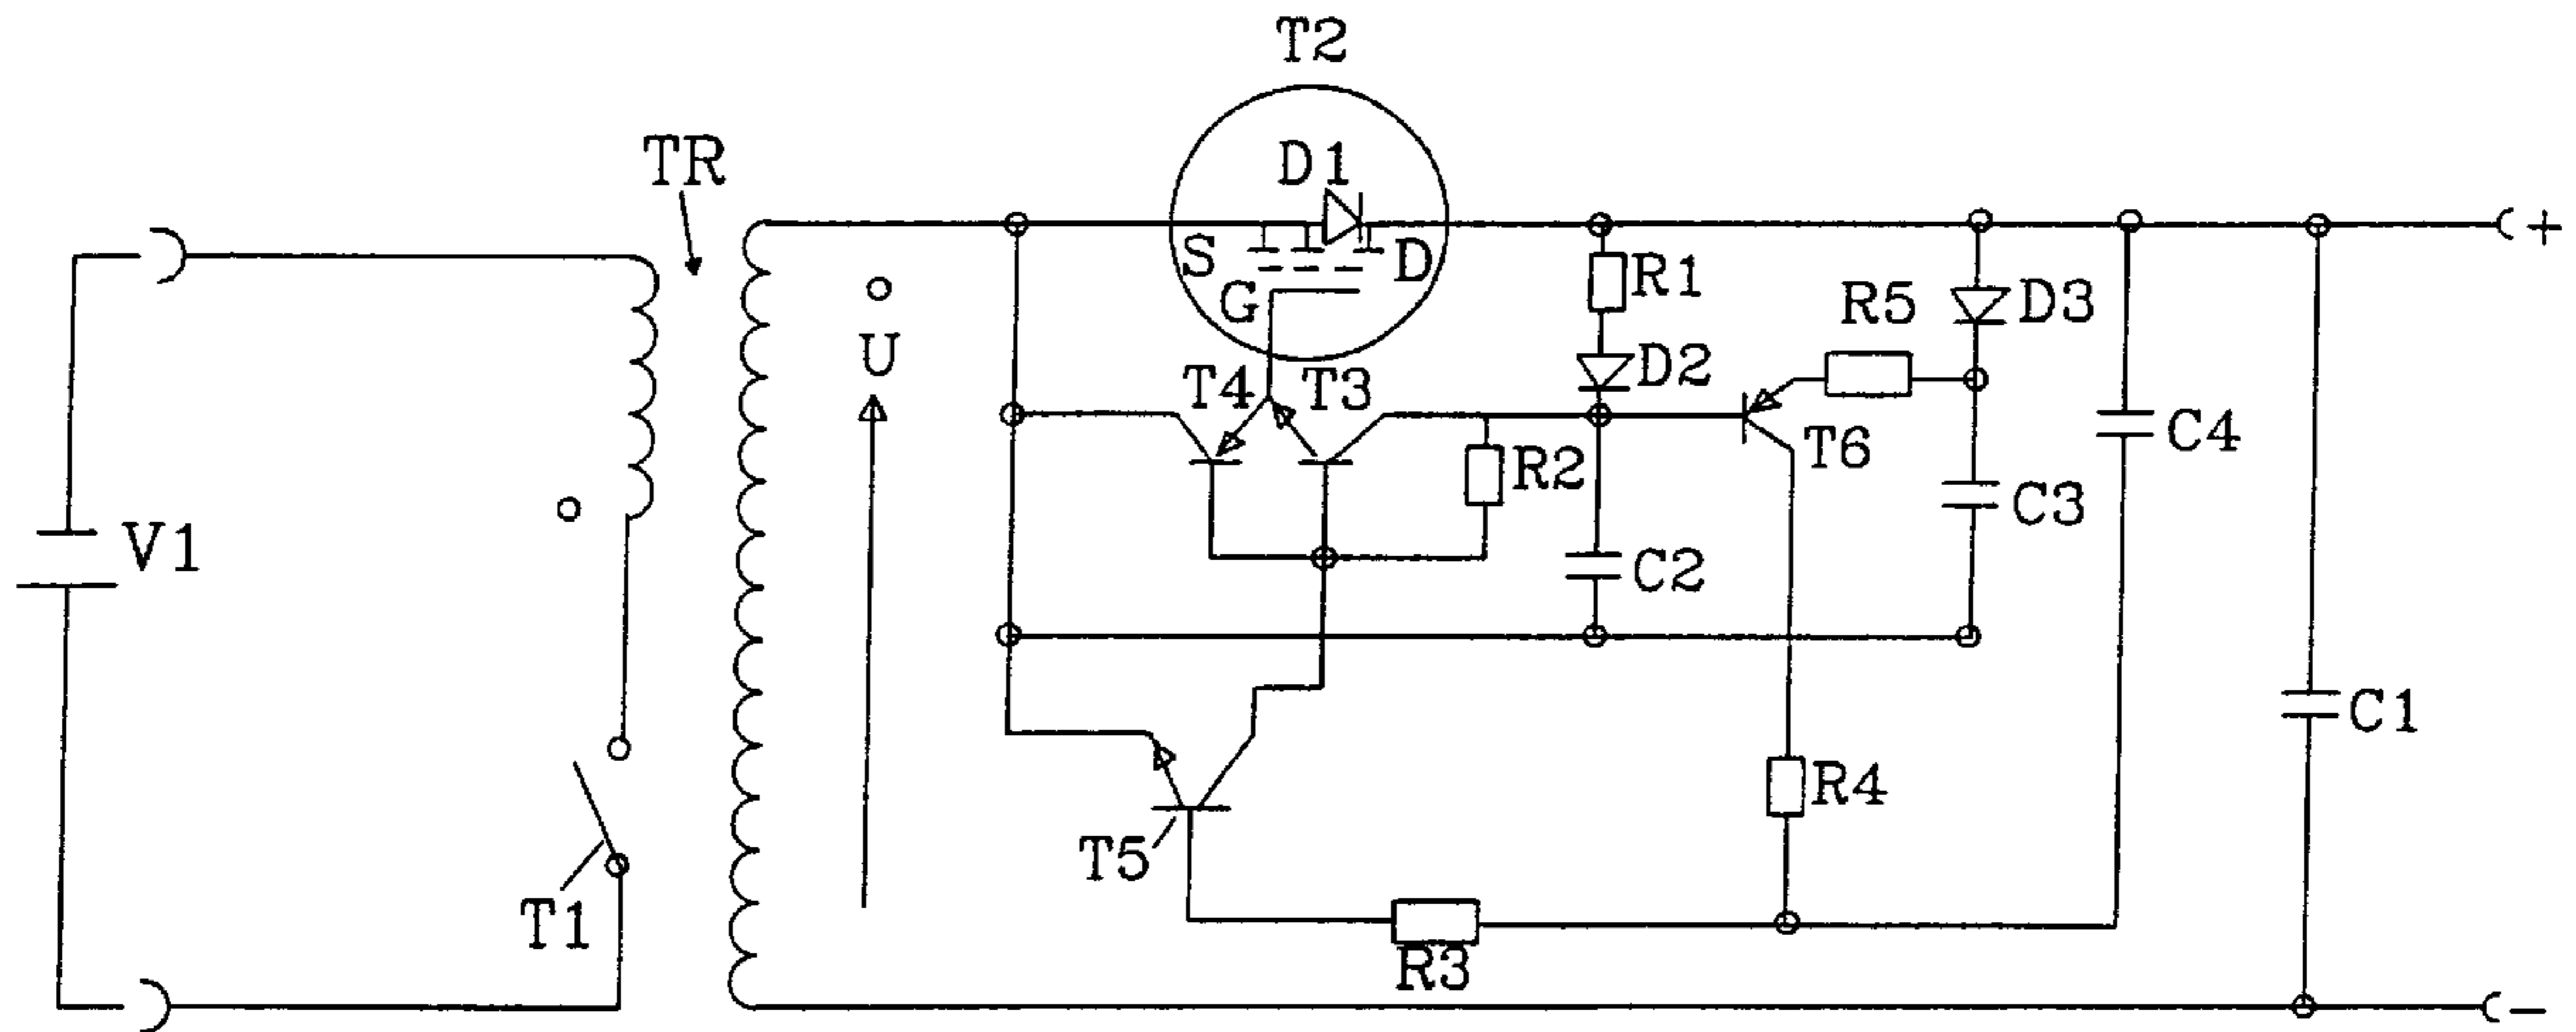 T2
TR
D1
S
D
G
R1
R5
D3
+
U
D2
T4
T3
T6
C4
V1
R2
C3
C2
C1
R4
T5
T1
R3
−